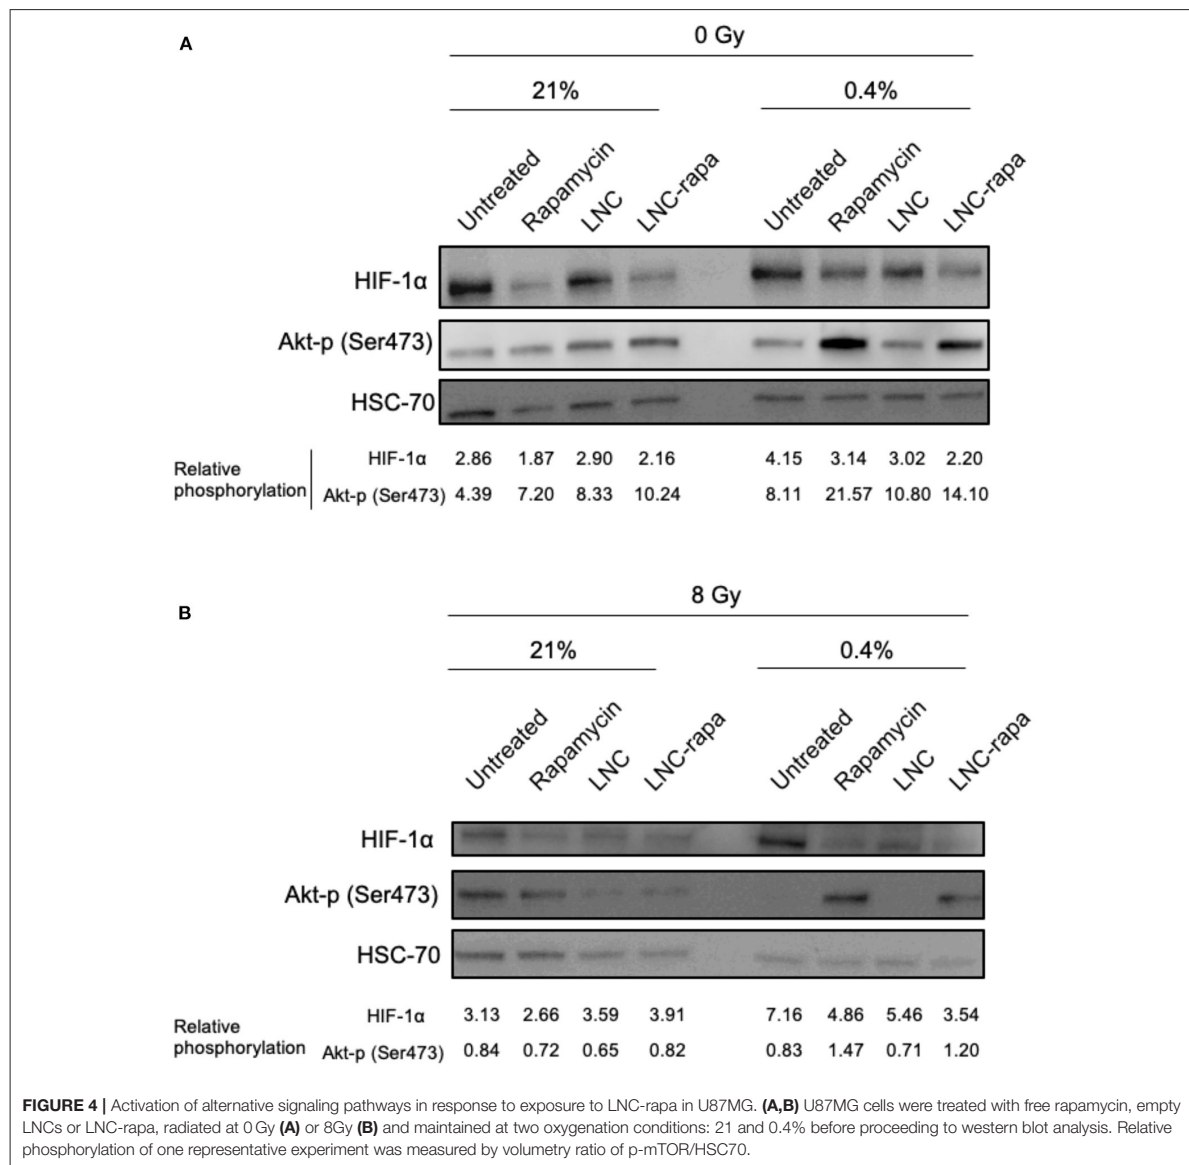 A
0 Gy
21% 0.4%
Untreated Rapamycin LNC LNC-rapa Untreated Rapamycin LNC LNC-rapa
HIF-1α
Akt-p (Ser473)
HSC-70
Relative phosphorylation
HIF-1α 2.86 1.87 2.90 2.16 4.15 3.14 3.02 2.20
Akt-p (Ser473) 4.39 7.20 8.33 10.24 8.11 21.57 10.80 14.10
B
8 Gy
21% 0.4%
Untreated Rapamycin LNC LNC-rapa Untreated Rapamycin LNC LNC-rapa
HIF-1α
Akt-p (Ser473)
HSC-70
Relative phosphorylation
HIF-1α 3.13 2.66 3.59 3.91 7.16 4.86 5.46 3.54
Akt-p (Ser473) 0.84 0.72 0.65 0.82 0.83 1.47 0.71 1.20
FIGURE 4 | Activation of alternative signaling pathways in response to exposure to LNC-rapa in U87MG. (A,B) U87MG cells were treated with free rapamycin, empty
LNCs or LNC-rapa, radiated at 0 Gy (A) or 8Gy (B) and maintained at two oxygenation conditions: 21 and 0.4% before proceeding to western blot analysis. Relative
phosphorylation of one representative experiment was measured by volumetry ratio of p-mTOR/HSC70.